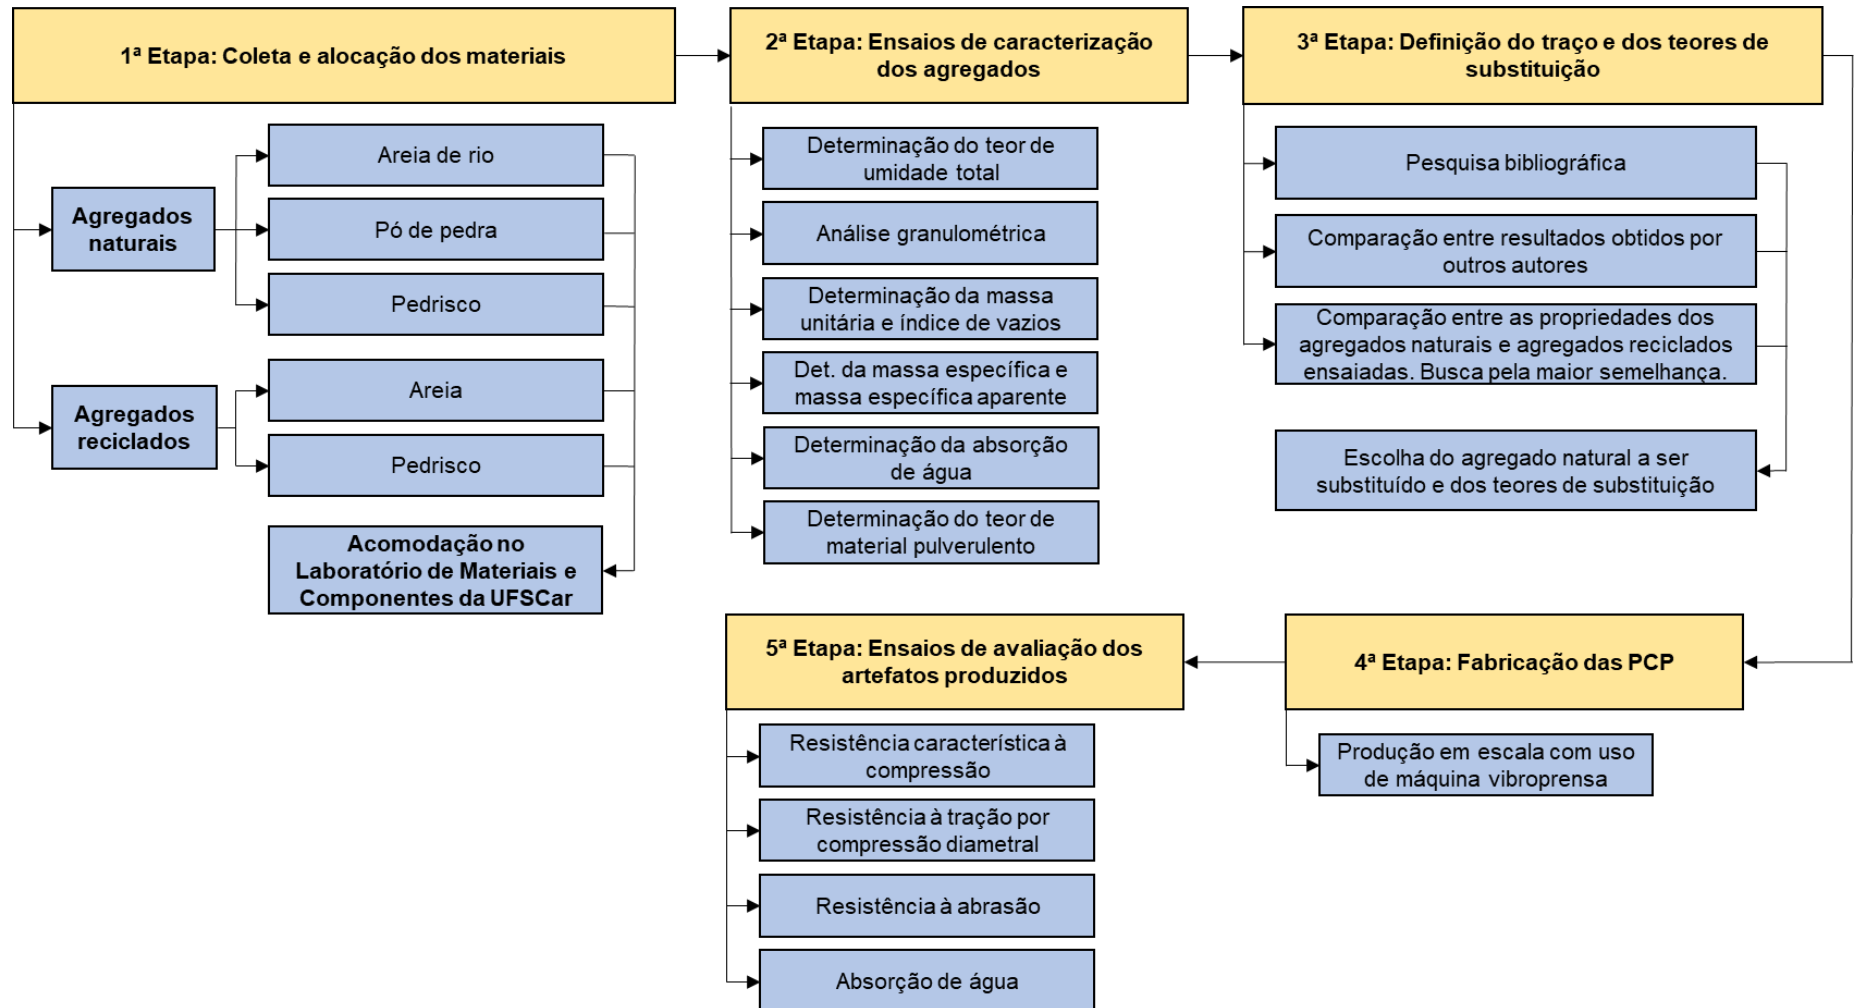 1ª Etapa: Coleta e alocação dos materiais
Agregados
naturais
Areia de rio
Pó de pedra
Pedrisco
Agregados
reciclados
Areia
Pedrisco
Acomodação no
Laboratório de Materiais e
Componentes da UFSCar
2ª Etapa: Ensaios de caracterização
dos agregados
Determinação do teor de
umidade total
Análise granulométrica
Determinação da massa
unitária e índice de vazios
Det. da massa específica e
massa específica aparente
Determinação da absorção
de água
Determinação do teor de
material pulverulento
3ª Etapa: Definição do traço e dos teores de
substituição
Pesquisa bibliográfica
Comparação entre resultados obtidos por
outros autores
Comparação entre as propriedades dos
agregados naturais e agregados reciclados
ensaiadas. Busca pela maior semelhança.
Escolha do agregado natural a ser
substituído e dos teores de substituição
4ª Etapa: Fabricação das PCP
Produção em escala com uso
de máquina vibroprensa
5ª Etapa: Ensaios de avaliação dos
artefatos produzidos
Resistência característica à
compressão
Resistência à tração por
compressão diametral
Resistência à abrasão
Absorção de água